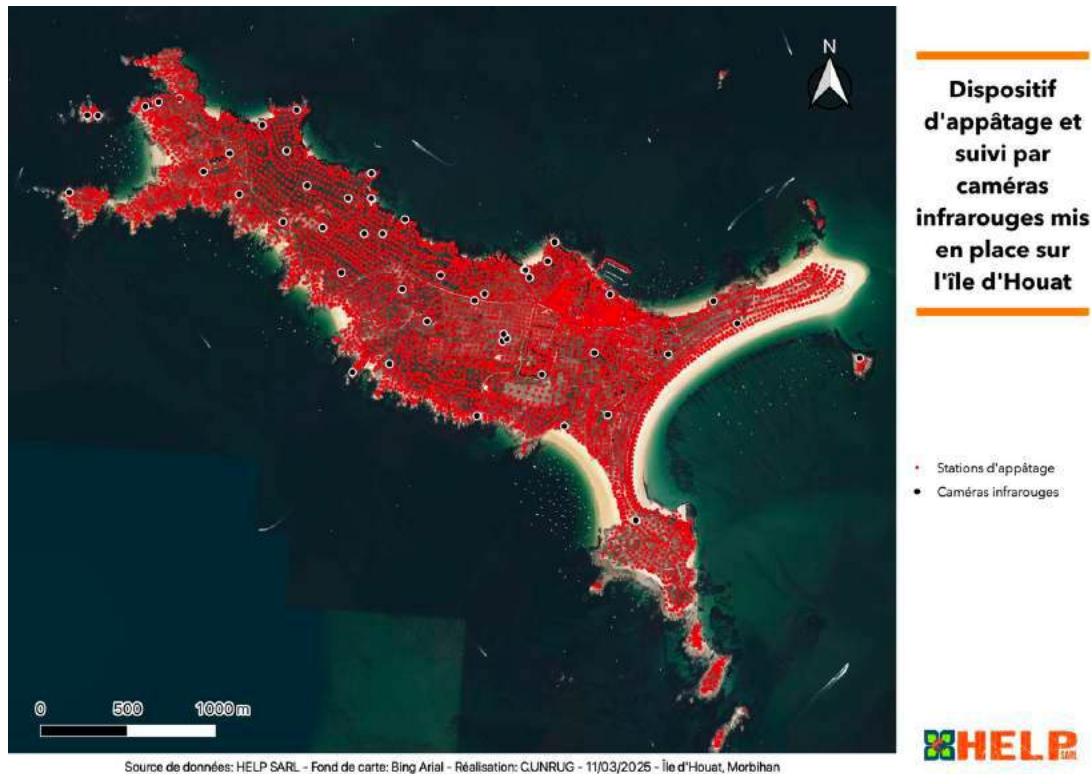 N
Dispositif
d'appâtage et
suivi par
caméras
infrarouges mis
en place sur
l'île d'Houat
Stations d'appâtage
Caméras infrarouges
0 500 1000 m
HELP
SARL
Source de données: HELP SARL - Fond de carte: Bing Arial - Réalisation: C.UNRUG - 11/03/2025 - Île d'Houat, Morbihan